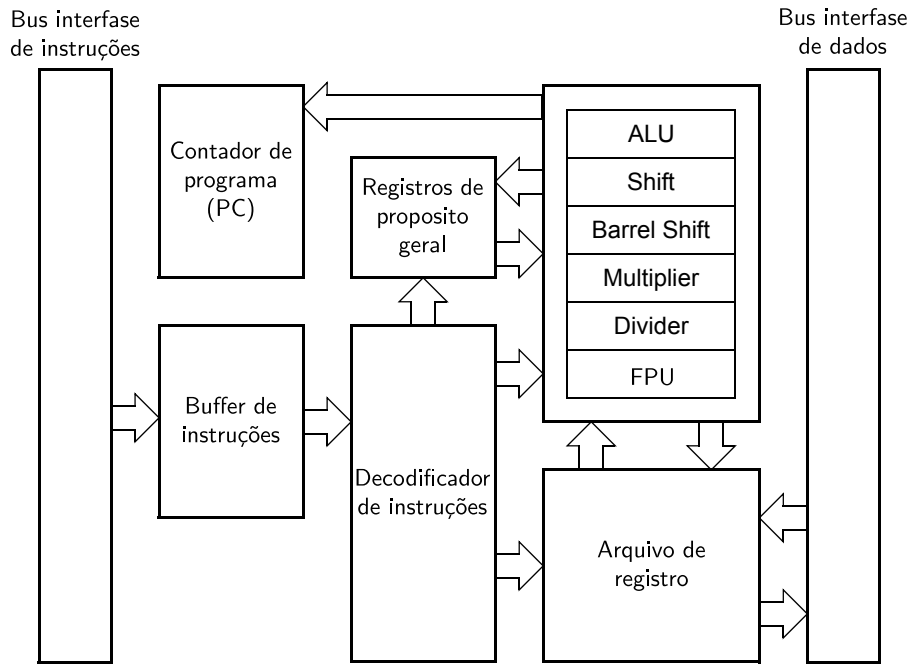 Bus interfase
de instruções
Bus interfase
de dados
Contador de
programa
(PC)
Registros de
proposito
geral
ALU
Shift
Barrel Shift
Multiplier
Divider
FPU
Buffer de
instruções
Decodificador
de instruções
Arquivo de
registro